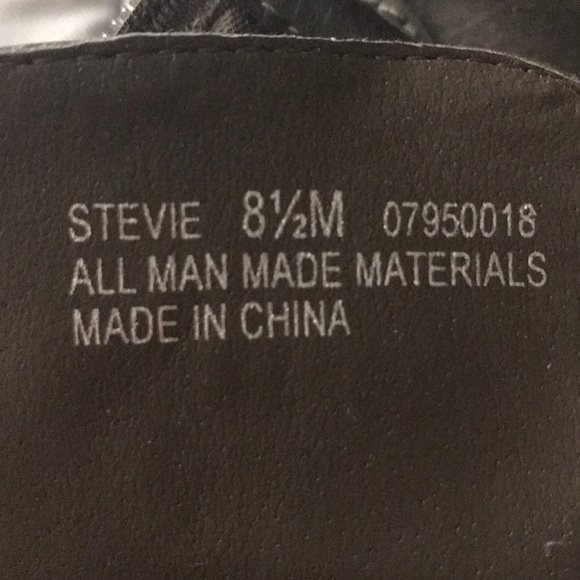 STEVIE 8½M 07950018
ALL MAN MADE MATERIALS
MADE IN CHINA